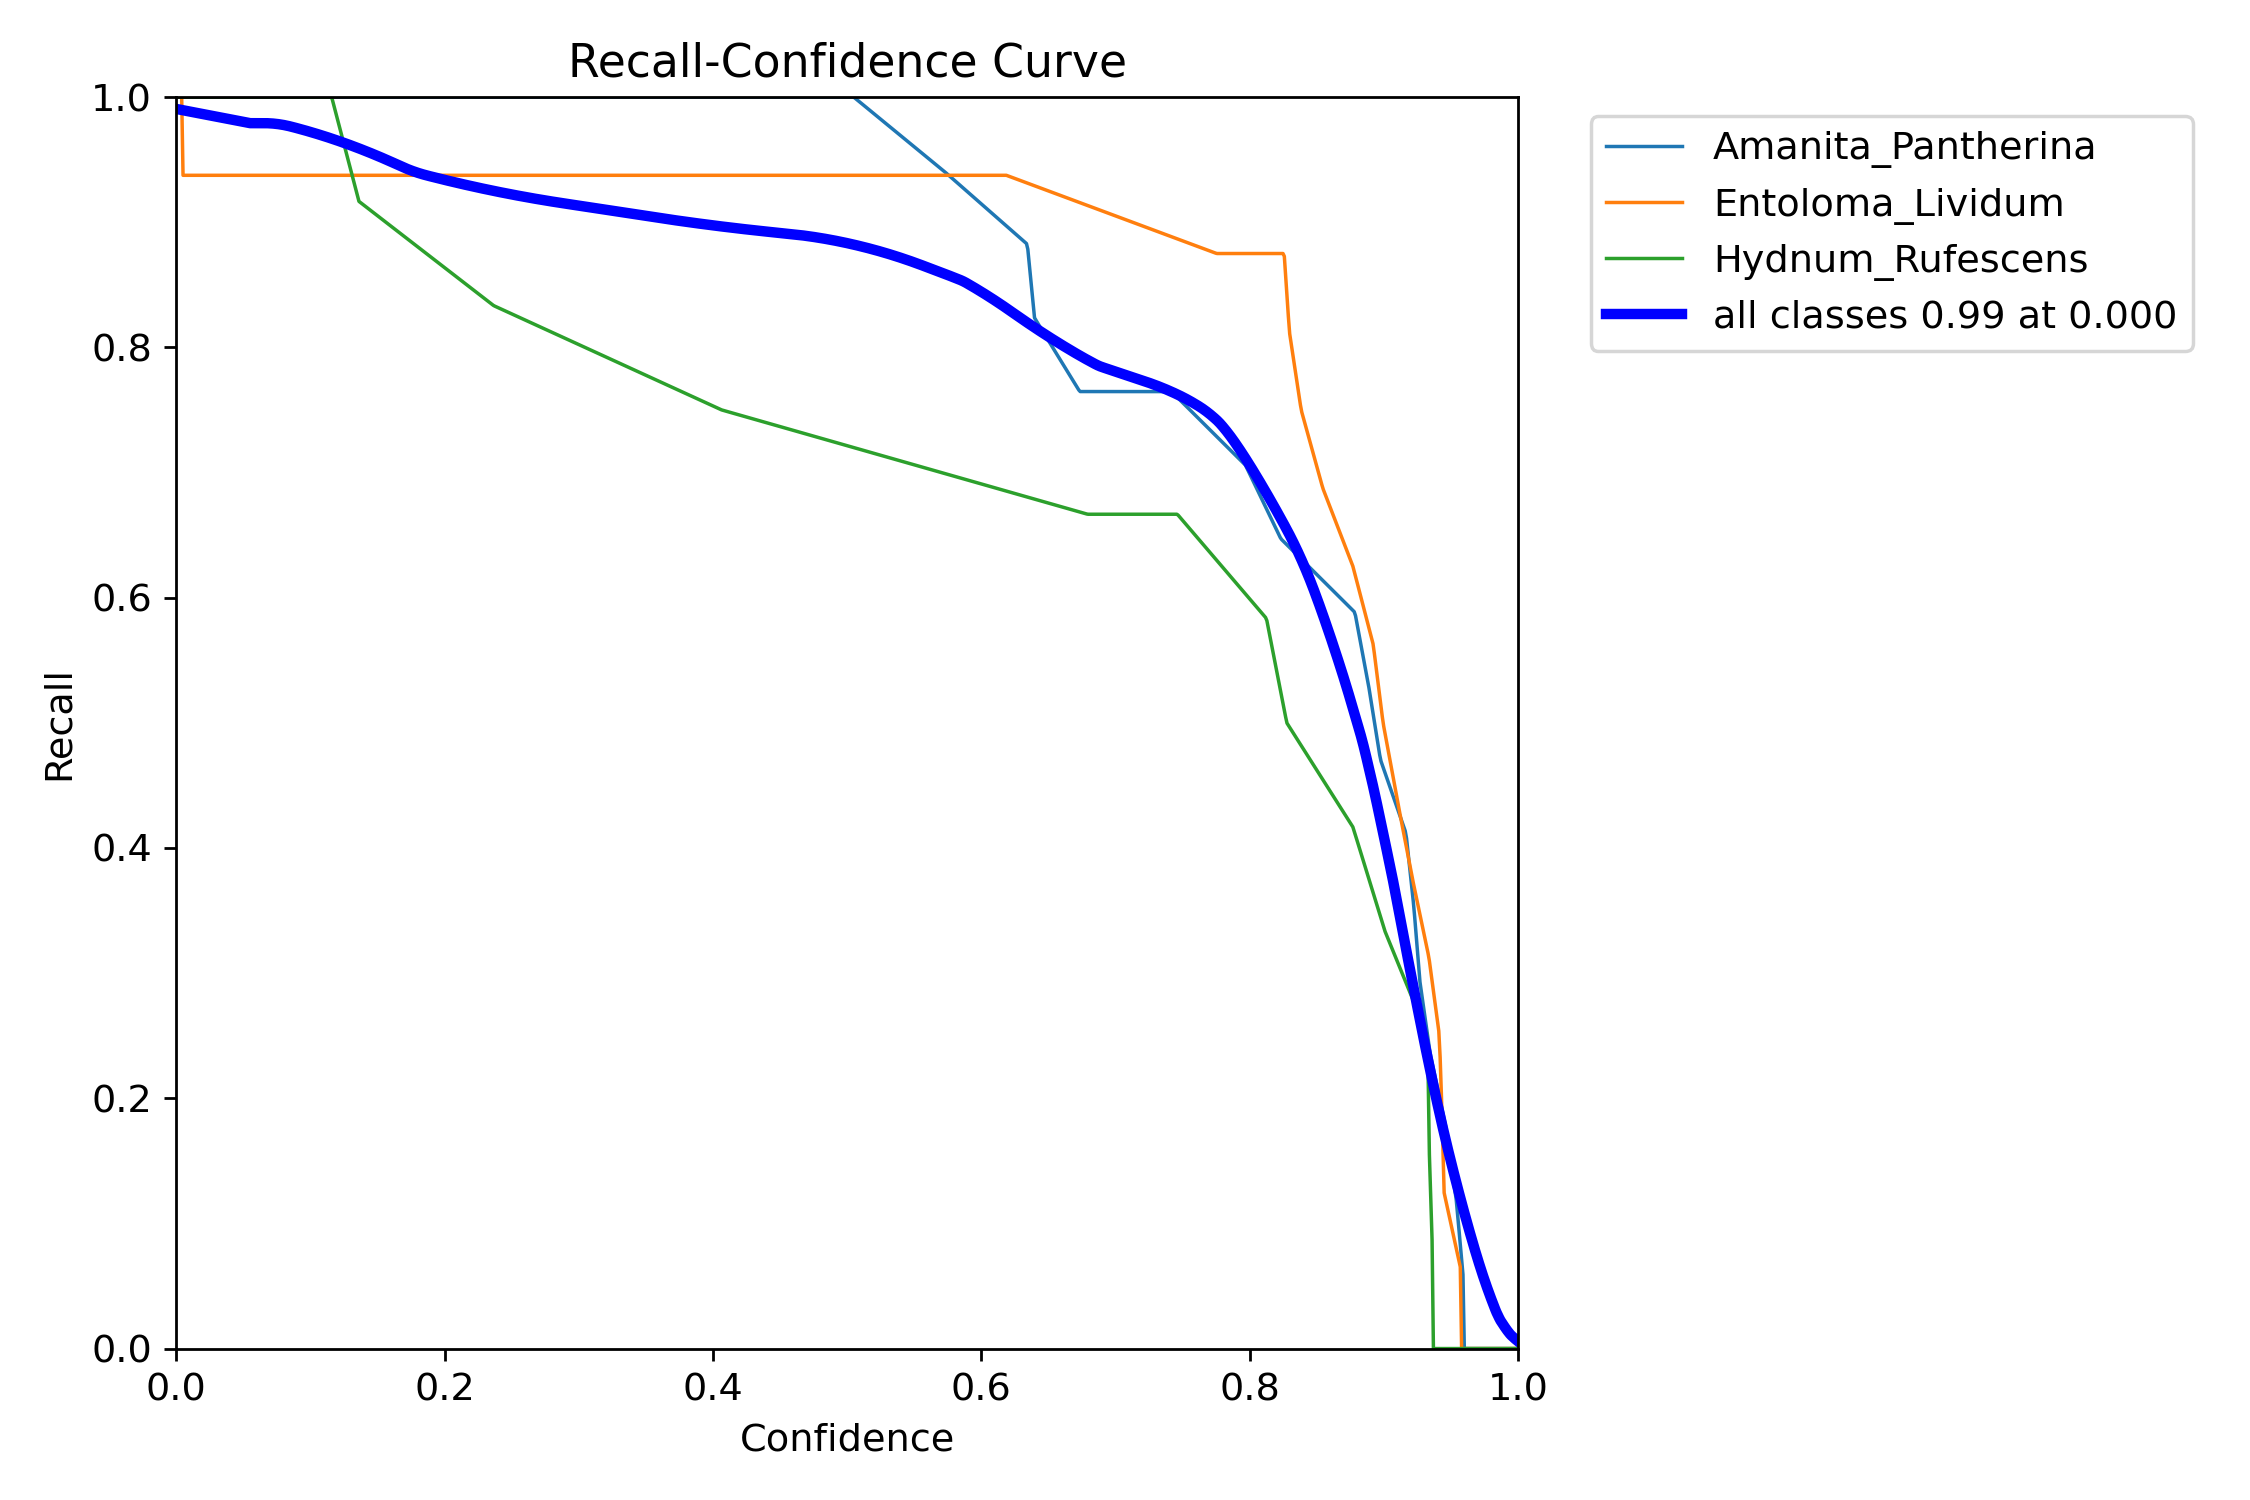 Recall-Confidence Curve
1.0
0.8
0.6
0.4
0.2
0.0
Recall
0.0 0.2 0.4 0.6 0.8 1.0
Confidence
Amanita_Pantherina
Entoloma_Lividum
Hydnum_Rufescens
all classes 0.99 at 0.000